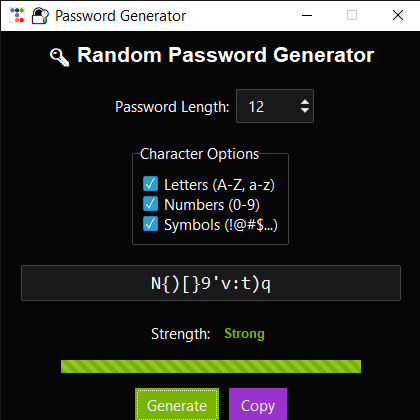 Password Generator
Random Password Generator
Password Length: 12
Character Options
Letters (A-Z, a-z)
Numbers (0-9)
Symbols (!@#$...)
N{)[}9'v:t)q
Strength: Strong
Generate Copy